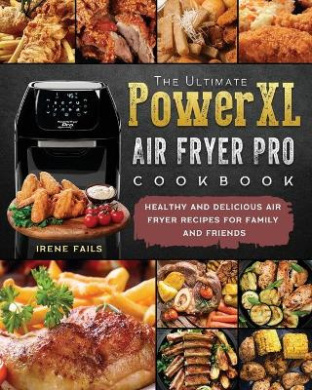 The Ultimate
PowerXL
AIR FRYER PRO
COOKBOOK
HEALTHY AND DELICIOUS AIR
FRYER RECIPES FOR FAMILY
AND FRIENDS
IRENE FAILS